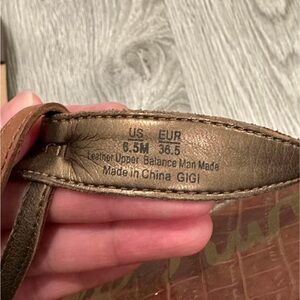 US EUR
6.5M 36.5
Leather Upper Balance Man Made
Made in China GIGI